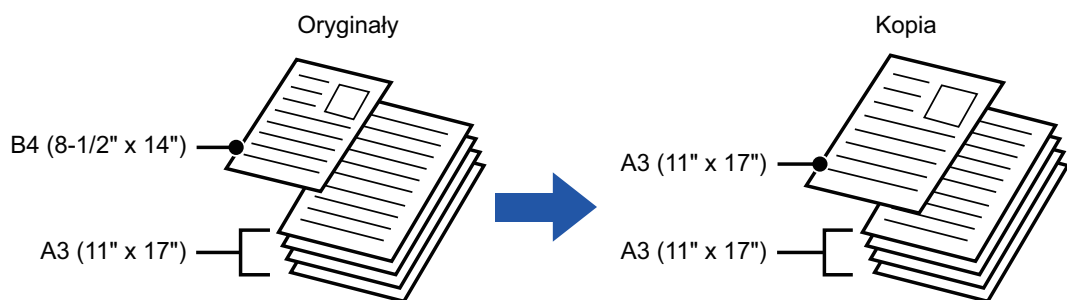 Oryginały
B4 (8-1/2" x 14")
A3 (11" x 17")
Kopia
A3 (11" x 17")
A3 (11" x 17")